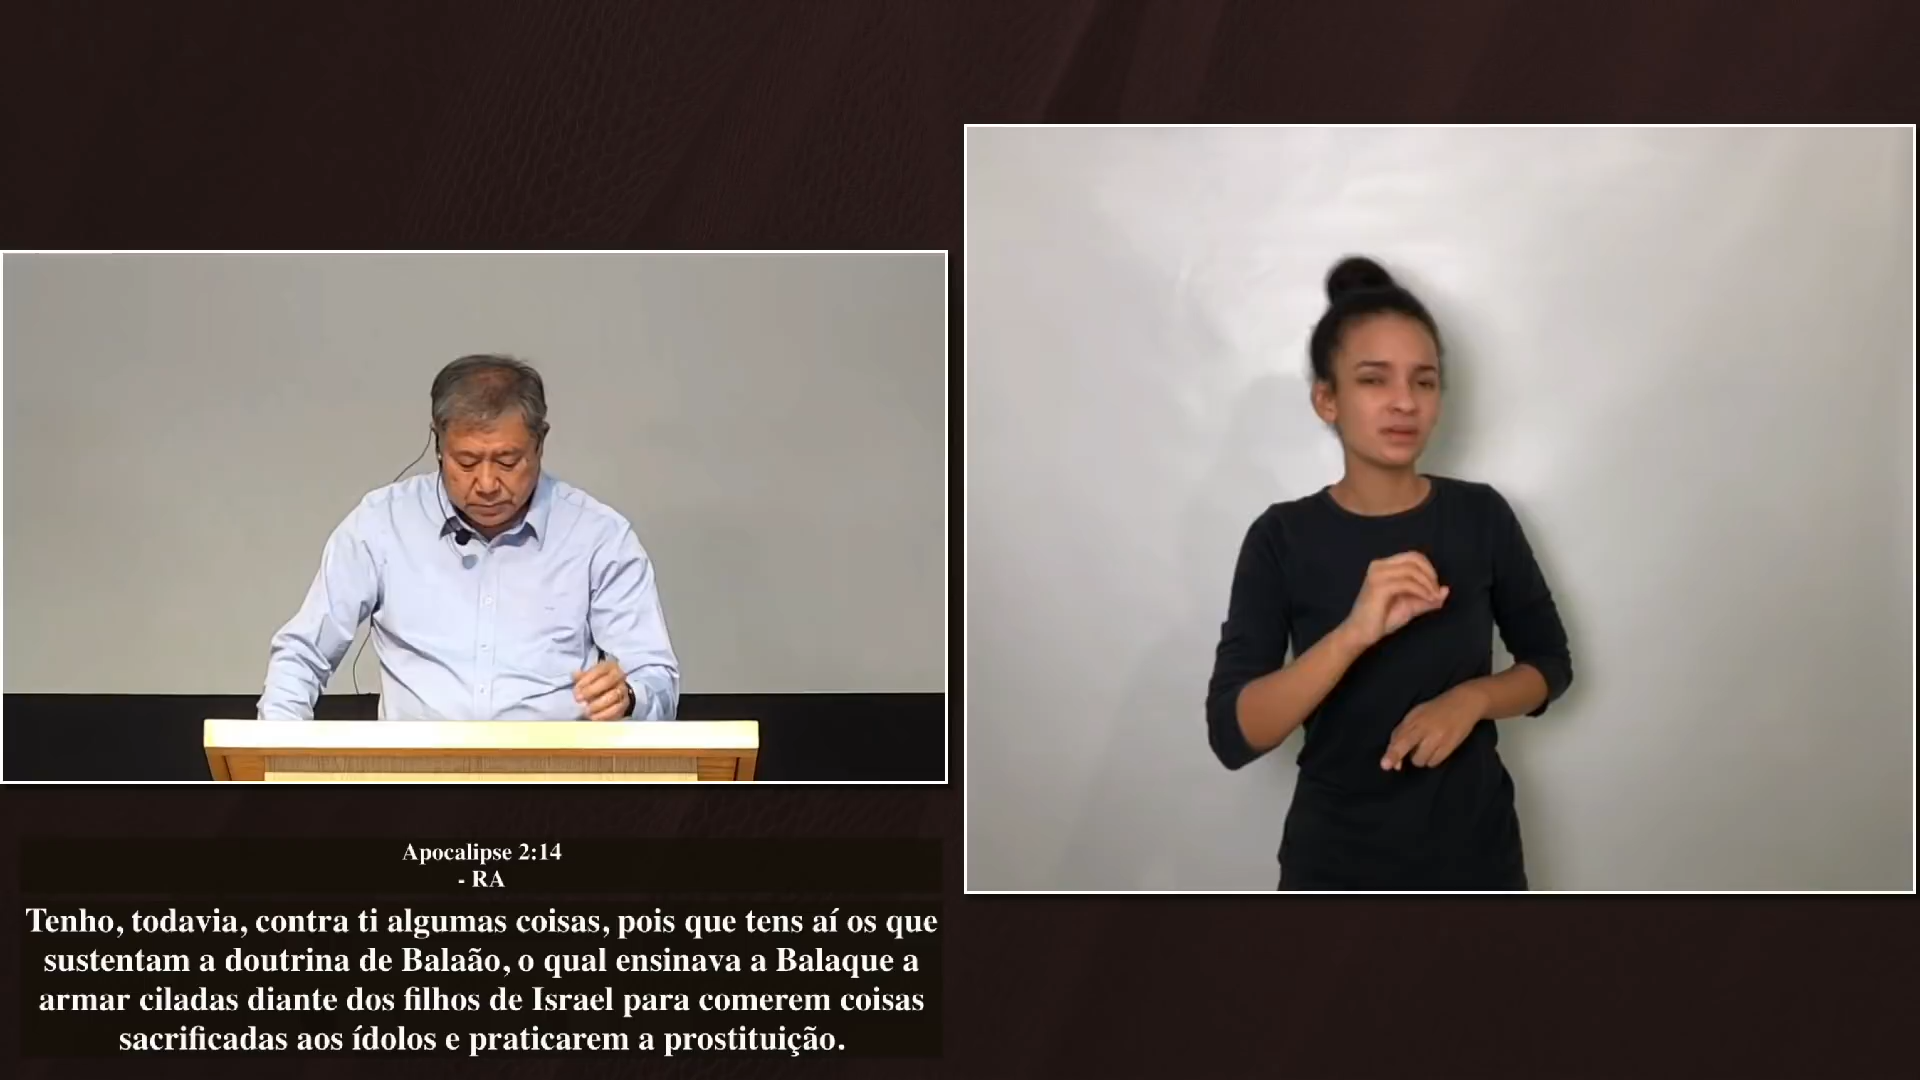 Apocalipse 2:14
- RA
Tenho, todavia, contra ti algumas coisas, pois que tens aí os que
sustentam a doutrina de Balaão, o qual ensinava a Balaque a
armar ciladas diante dos filhos de Israel para comerem coisas
sacrificadas aos ídolos e praticarem a prostituição.